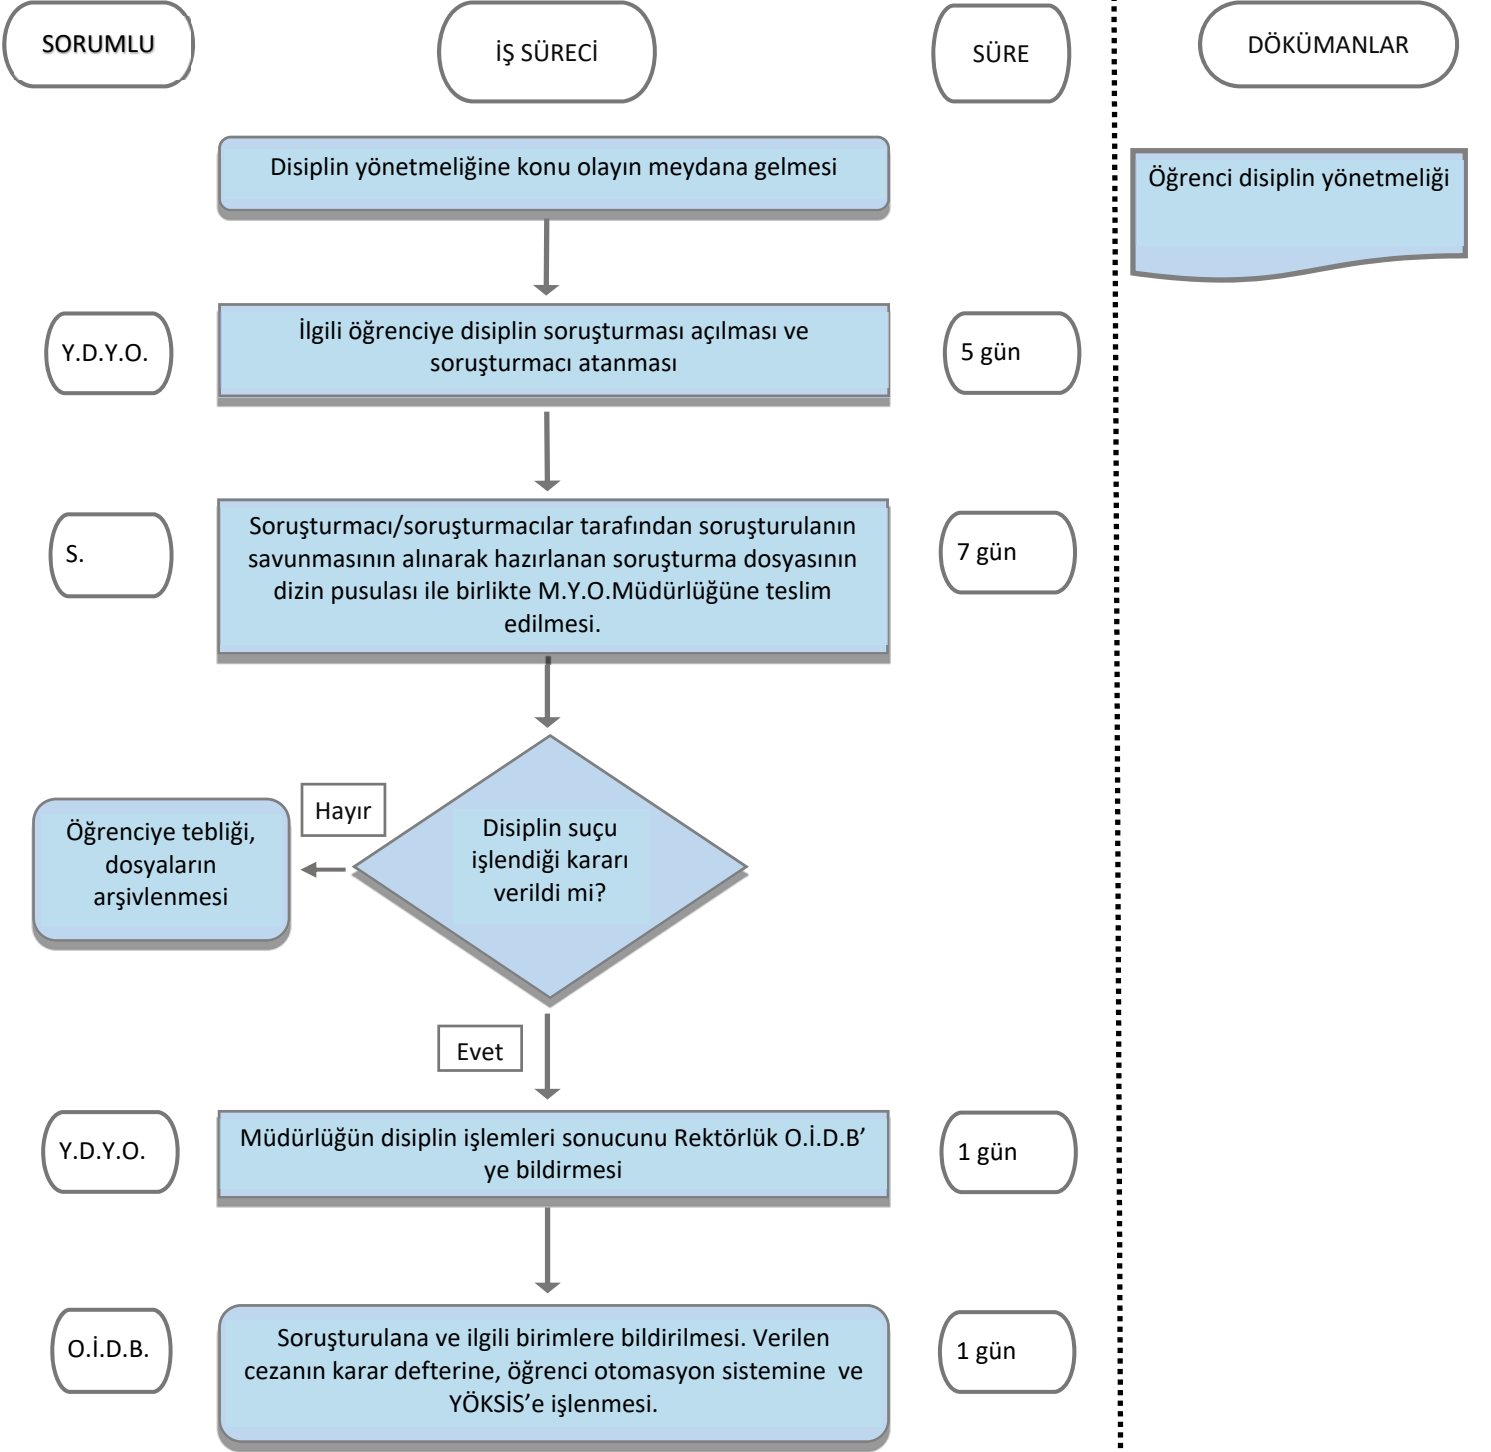 SORUMLU
İŞ SÜRECİ
SÜRE
DÖKÜMANLAR
Disiplin yönetmeliğine konu olayın meydana gelmesi
Öğrenci disiplin yönetmeliği
Y.D.Y.O.
İlgili öğrenciye disiplin soruşturması açılması ve
soruşturmacı atanması
5 gün
S.
Soruşturmacı/soruşturmacılar tarafından soruşturulanın
savunmasının alınarak hazırlanan soruşturma dosyasının
dizin pusulası ile birlikte M.Y.O.Müdürlüğüne teslim
edilmesi.
7 gün
Disiplin suçu
işlendiği kararı
verildi mi?
Hayır
Öğrenciye tebliği,
dosyaların
arşivlenmesi
Evet
Y.D.Y.O.
Müdürlüğün disiplin işlemleri sonucunu Rektörlük O.İ.D.B’
ye bildirmesi
1 gün
O.İ.D.B.
Soruşturulana ve ilgili birimlere bildirilmesi. Verilen
cezanın karar defterine, öğrenci otomasyon sistemine  ve
YÖKSİS’e işlenmesi.
1 gün